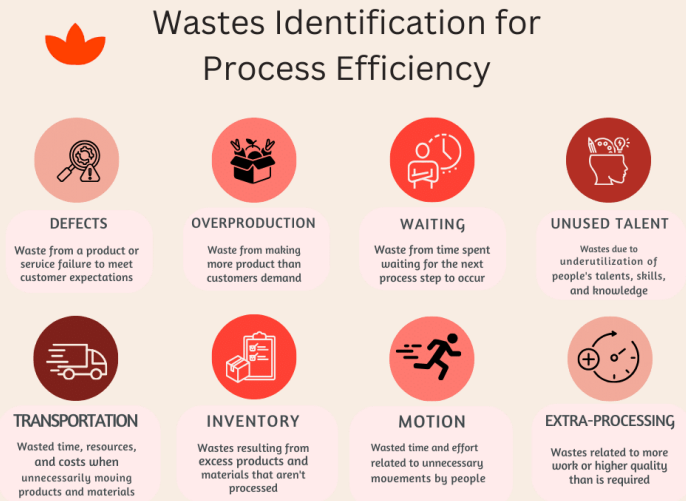 Wastes Identification for
Process Efficiency
DEFECTS
Waste from a product or
service failure to meet
customer expectations
OVERPRODUCTION
Waste from making
more product than
customers demand
WAITING
Waste from time spent
waiting for the next
process step to occur
UNUSED TALENT
Wastes due to
underutilization of
people's talents, skills,
and knowledge
TRANSPORTATION
Wasted time, resources,
and costs when
unnecessarily moving
products and materials
INVENTORY
Wastes resulting from
excess products and
materials that aren't
processed
MOTION
Wasted time and effort
related to unnecessary
movements by people
EXTRA-PROCESSING
Wastes related to more
work or higher quality
than is required